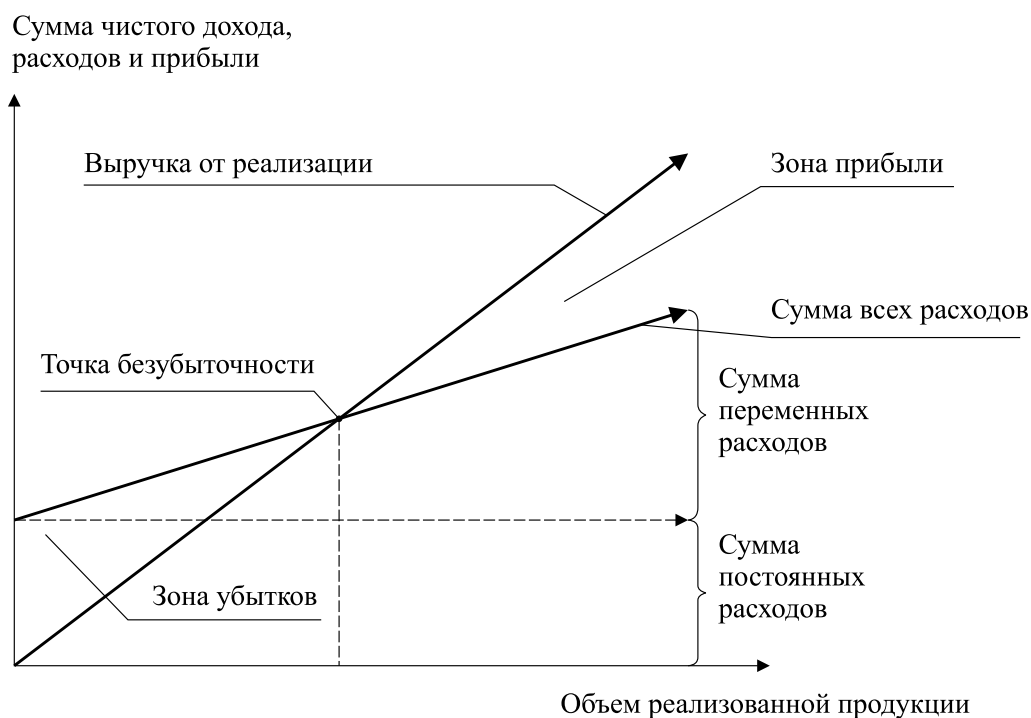 Сумма чистого дохода,
расходов и прибыли
Выручка от реализации
Зона прибыли
Сумма всех расходов
Точка безубыточности
Сумма
переменных
расходов
Сумма
постоянных
расходов
Зона убытков
Объем реализованной продукции